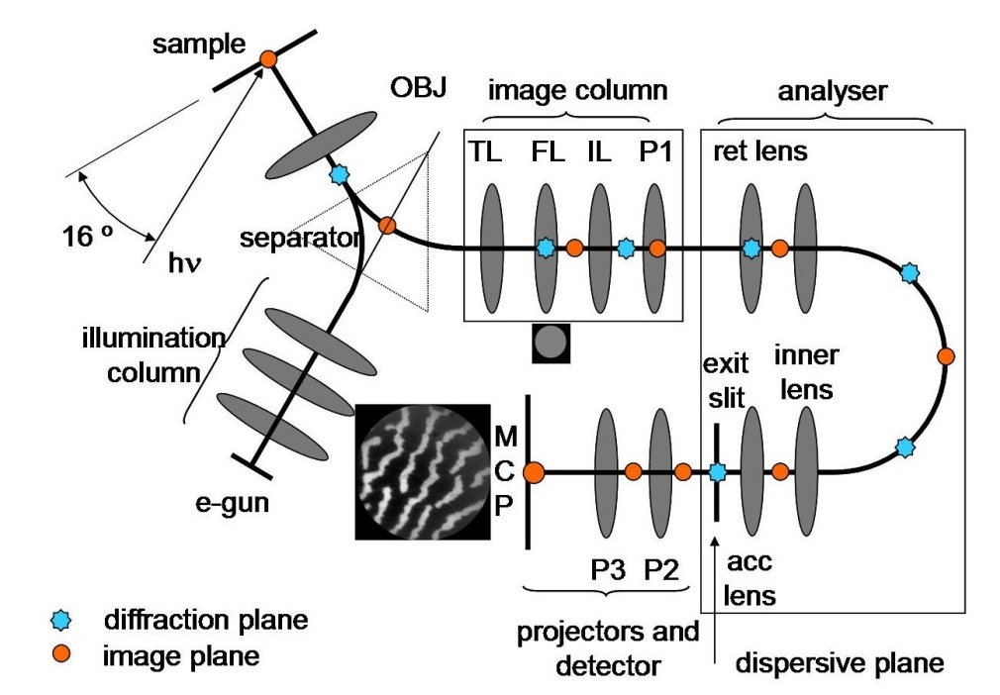 sample
OBJ
image column
analyser
TL FL IL P1
ret lens
16 º
hν
separator
illumination
column
exit
slit
inner
lens
M
C
P
e-gun
P3 P2
acc
lens
diffraction plane
image plane
projectors and
detector
dispersive plane